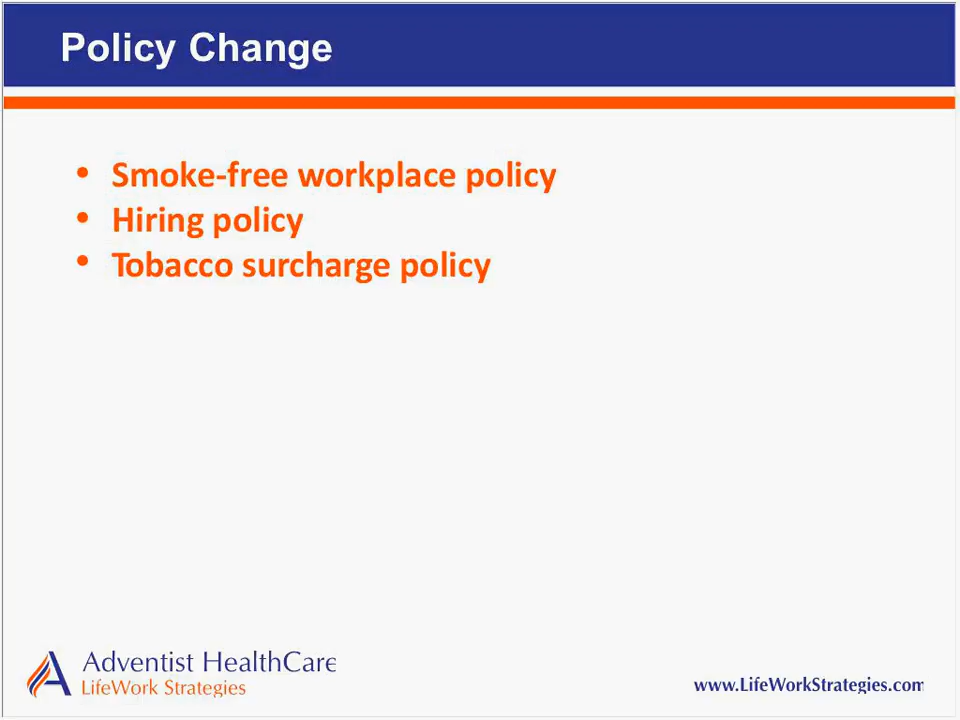 Policy Change
• Smoke-free workplace policy
• Hiring policy
• Tobacco surcharge policy
Adventist HealthCare
LifeWork Strategies
www.LifeWorkStrategies.com